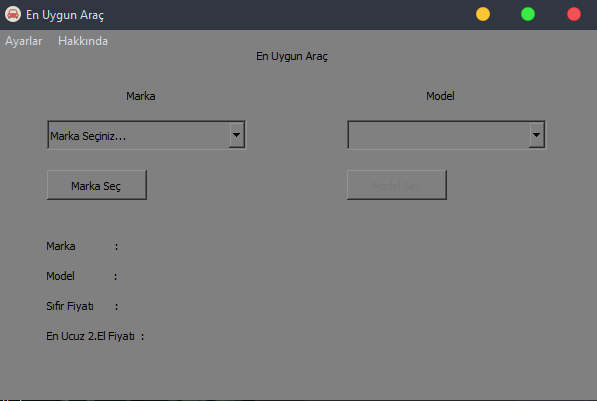 En Uygun Araç
Ayarlar Hakkında
En Uygun Araç
Marka Model
Marka Seçiniz...
Marka Seç Model Seç
Marka :
Model :
Sıfır Fiyatı :
En Ucuz 2.El Fiyatı :